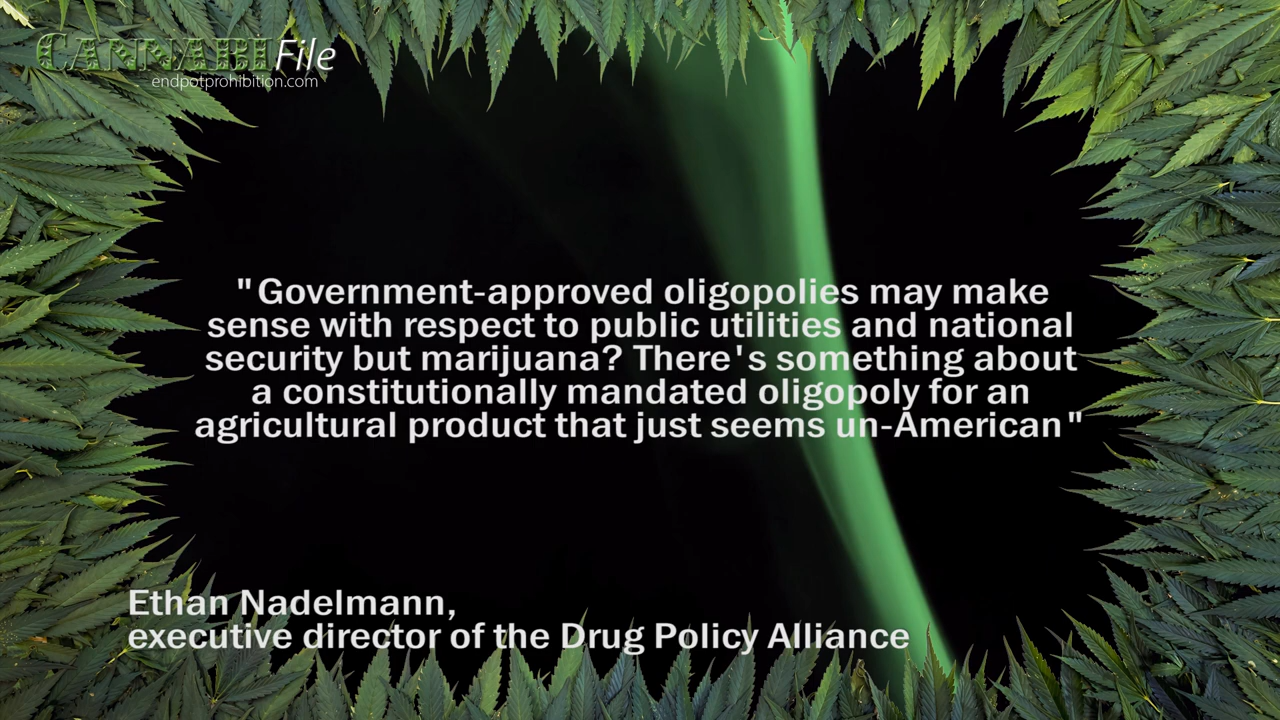 CANNABIFile
endpotprohibition.com
"Government-approved oligopolies may make
sense with respect to public utilities and national
security but marijuana? There's something about
a constitutionally mandated oligopoly for an
agricultural product that just seems un-American"
Ethan Nadelmann,
executive director of the Drug Policy Alliance